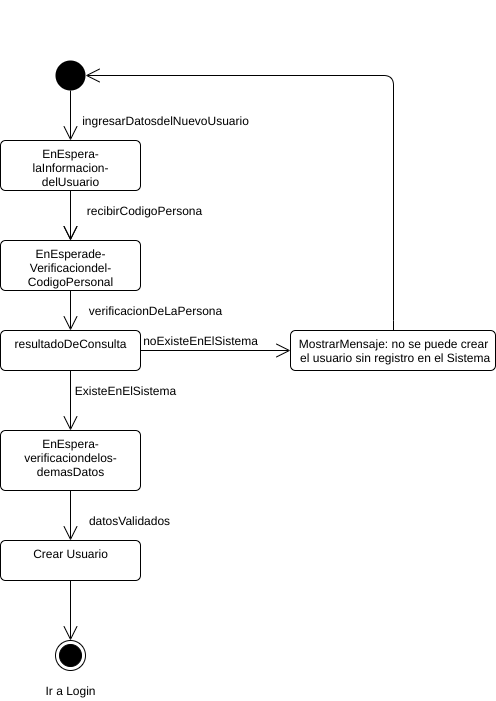 ingresarDatosdelNuevoUsuario
EnEspera-
laInformacion-
delUsuario
recibirCodigoPersona
EnEsperade-
Verificaciondel-
CodigoPersonal
verificacionDeLaPersona
resultadoDeConsulta
noExisteEnElSistema
MostrarMensaje: no se puede crear
el usuario sin registro en el Sistema
ExisteEnElSistema
EnEspera-
verificaciondelos-
demasDatos
datosValidados
Crear Usuario
Ir a Login